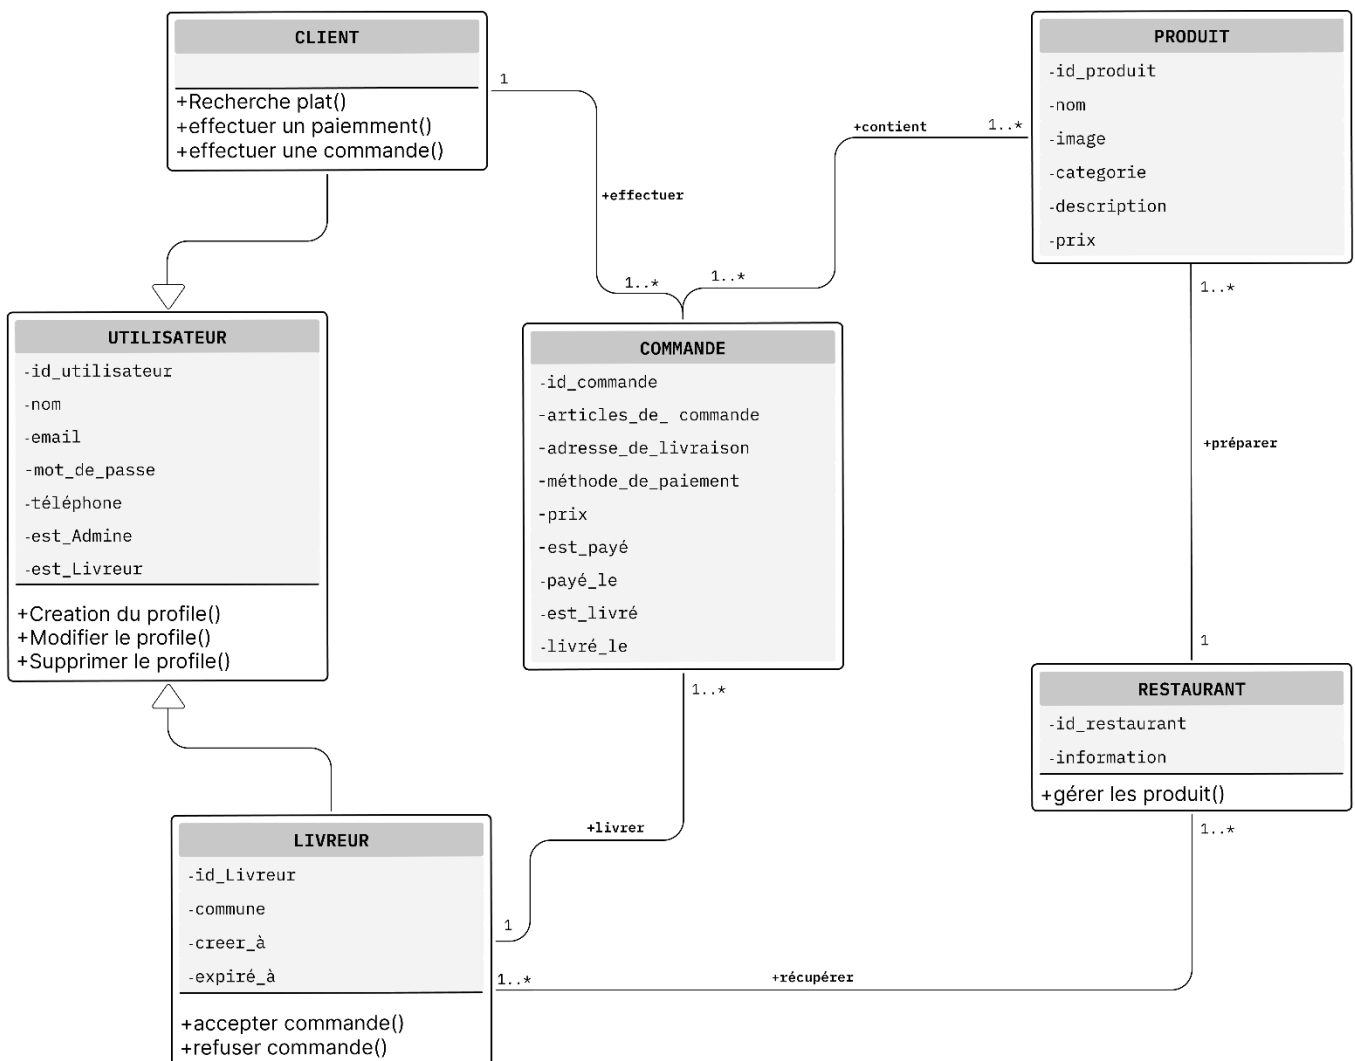 CLIENT
+Recherche plat()
+effectuer un paiemment()
+effectuer une commande()
1
+effectuer
1..*
PRODUIT
-id_produit
-nom
-image
-categorie
-description
-prix
+contient
1..*
1..*
1..*
+préparer
1
UTILISATEUR
-id_utilisateur
-nom
-email
-mot_de_passe
-téléphone
-est_Admine
-est_Livreur
+Creation du profile()
+Modifier le profile()
+Supprimer le profile()
COMMANDE
-id_commande
-articles_de_ commande
-adresse_de_livraison
-méthode_de_paiement
-prix
-est_payé
-payé_le
-est_livré
-livré_le
1..*
+livrer
1
RESTAURANT
-id_restaurant
-information
+gérer les produit()
1..*
+récupérer
1..*
LIVREUR
-id_Livreur
-commune
-creer_à
-expiré_à
+accepter commande()
+refuser commande()